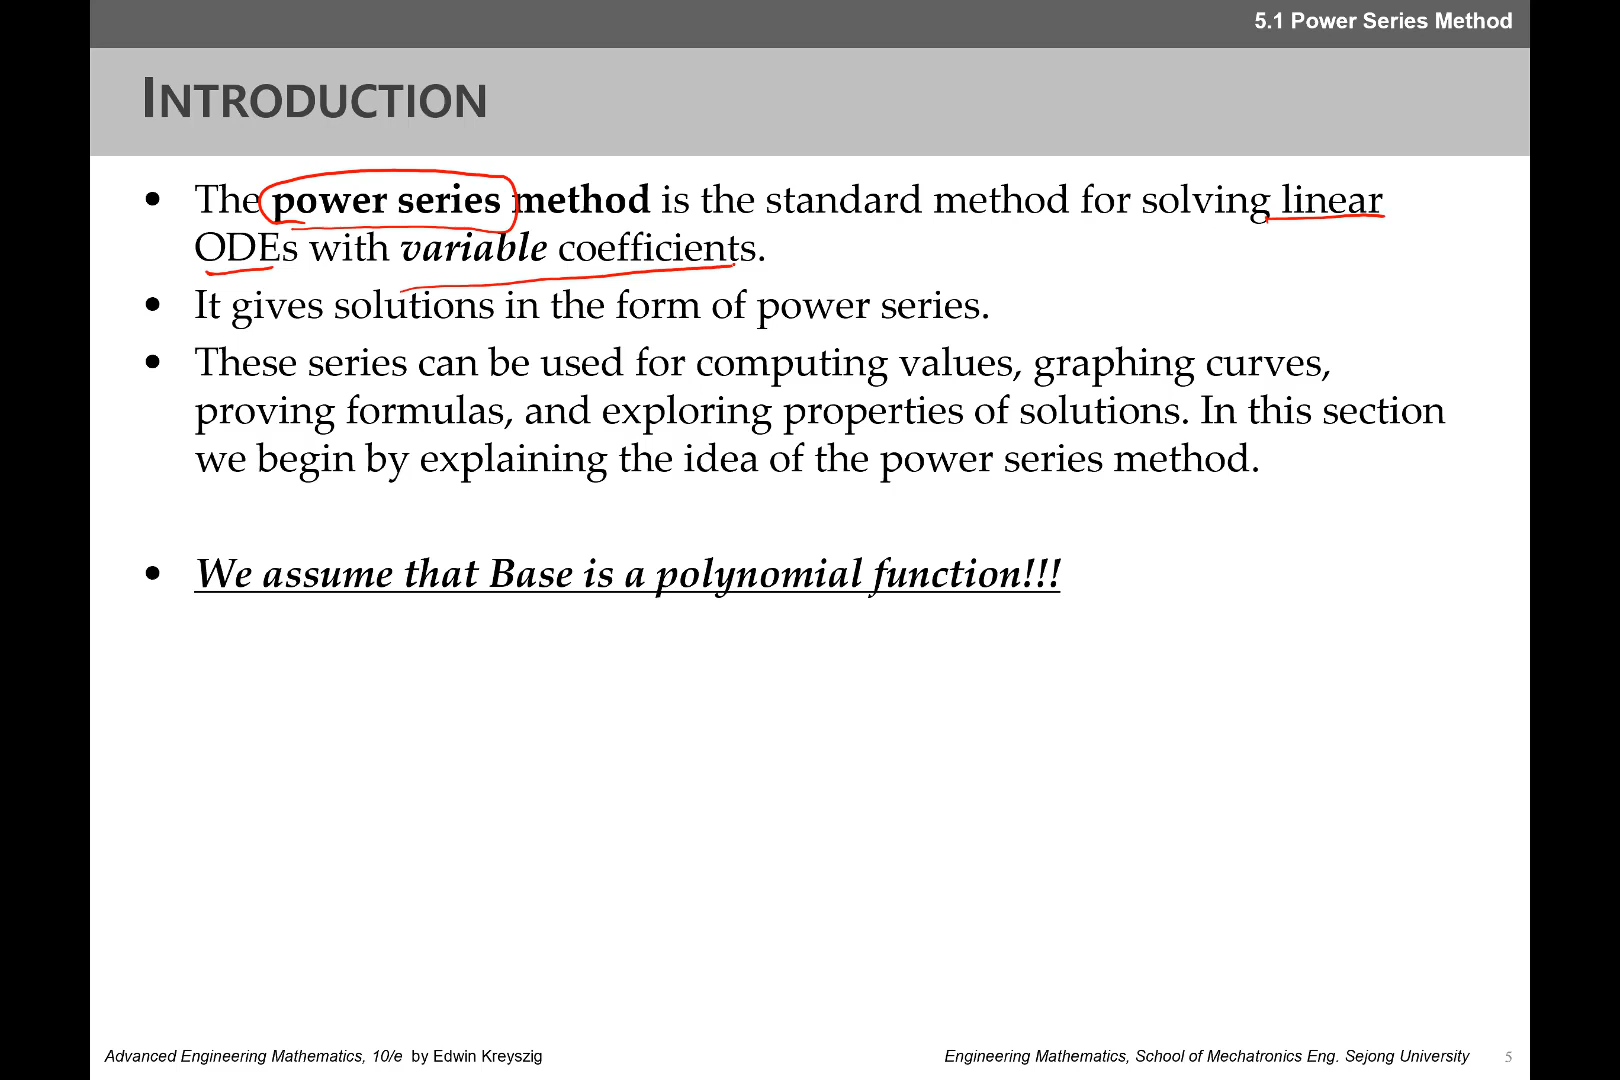 5.1 Power Series Method
INTRODUCTION
• The power series method is the standard method for solving linear
ODEs with variable coefficients.
• It gives solutions in the form of power series.
• These series can be used for computing values, graphing curves,
proving formulas, and exploring properties of solutions. In this section
we begin by explaining the idea of the power series method.
• We assume that Base is a polynomial function!!!
Advanced Engineering Mathematics, 10/e by Edwin Kreyszig
Engineering Mathematics, School of Mechatronics Eng. Sejong University
5